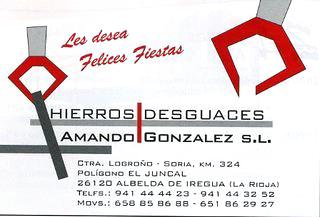 Les desea
Felices Fiestas
HIERROS DESGUACES
AMANDO GONZALEZ S.L.
CTRA. LOGROÑO - SORIA, KM. 324
POLÍGONO EL JUNCAL
26120 ALBELDA DE IREGUA (LA RIOJA)
TELFS.: 941 44 44 23 - 941 44 32 52
MOVS.: 658 85 86 88 - 651 86 29 27